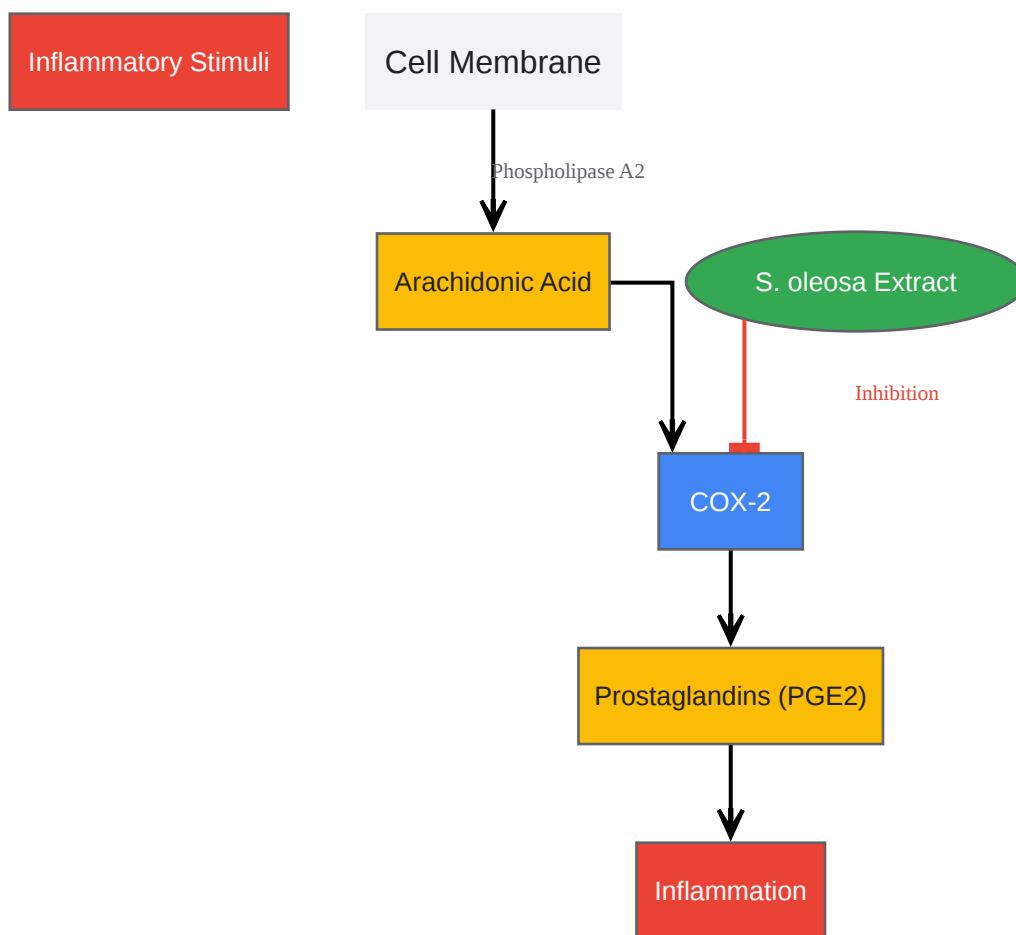 Inflammatory Stimuli
Cell Membrane
Phospholipase A2
Arachidonic Acid
S. oleosa Extract
Inhibition
COX-2
Prostaglandins (PGE2)
Inflammation